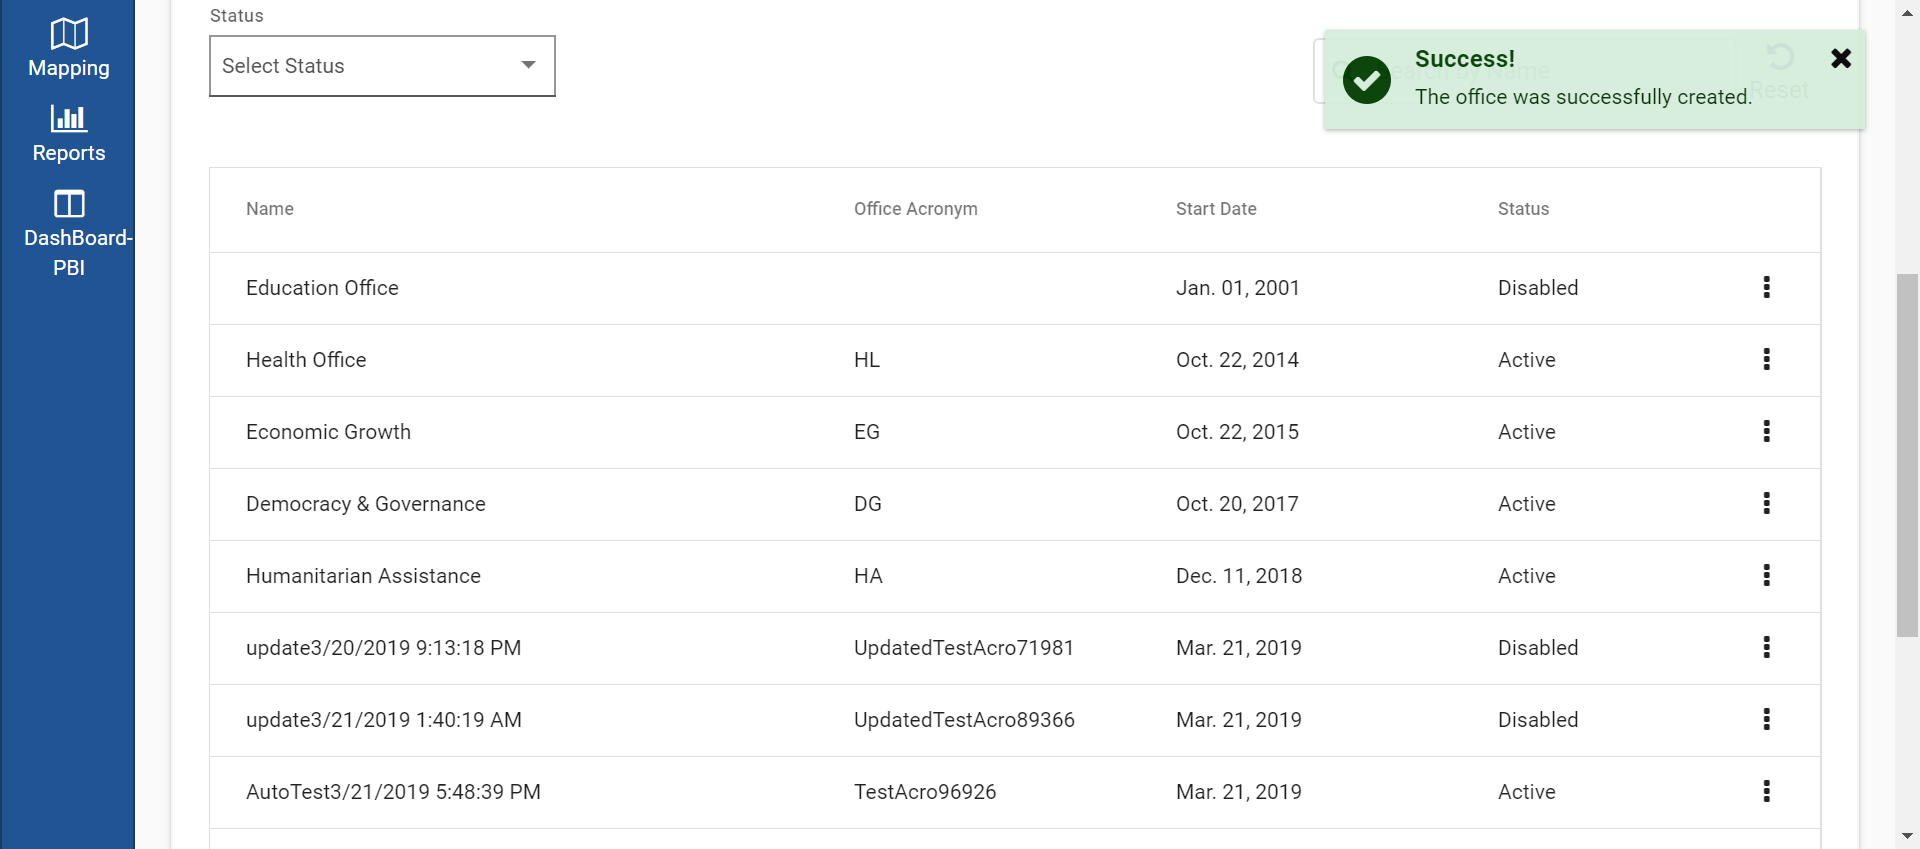 Mapping
Reports
DashBoard-
PBI
Status
Select Status
Search by Name
Reset
Success!
The office was successfully created.
Name Office Acronym Start Date Status
Education Office Jan. 01, 2001 Disabled
Health Office HL Oct. 22, 2014 Active
Economic Growth EG Oct. 22, 2015 Active
Democracy & Governance DG Oct. 20, 2017 Active
Humanitarian Assistance HA Dec. 11, 2018 Active
update3/20/2019 9:13:18 PM UpdatedTestAcro71981 Mar. 21, 2019 Disabled
update3/21/2019 1:40:19 AM UpdatedTestAcro89366 Mar. 21, 2019 Disabled
AutoTest3/21/2019 5:48:39 PM TestAcro96926 Mar. 21, 2019 Active